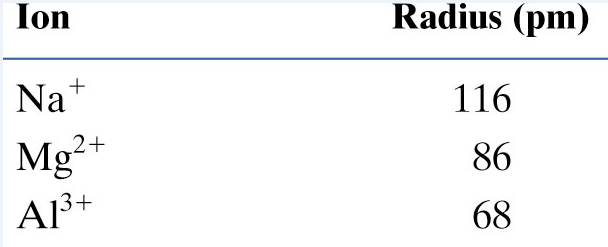 Ion Radius (pm)
Na⁺ 116
Mg²⁺ 86
Al³⁺ 68